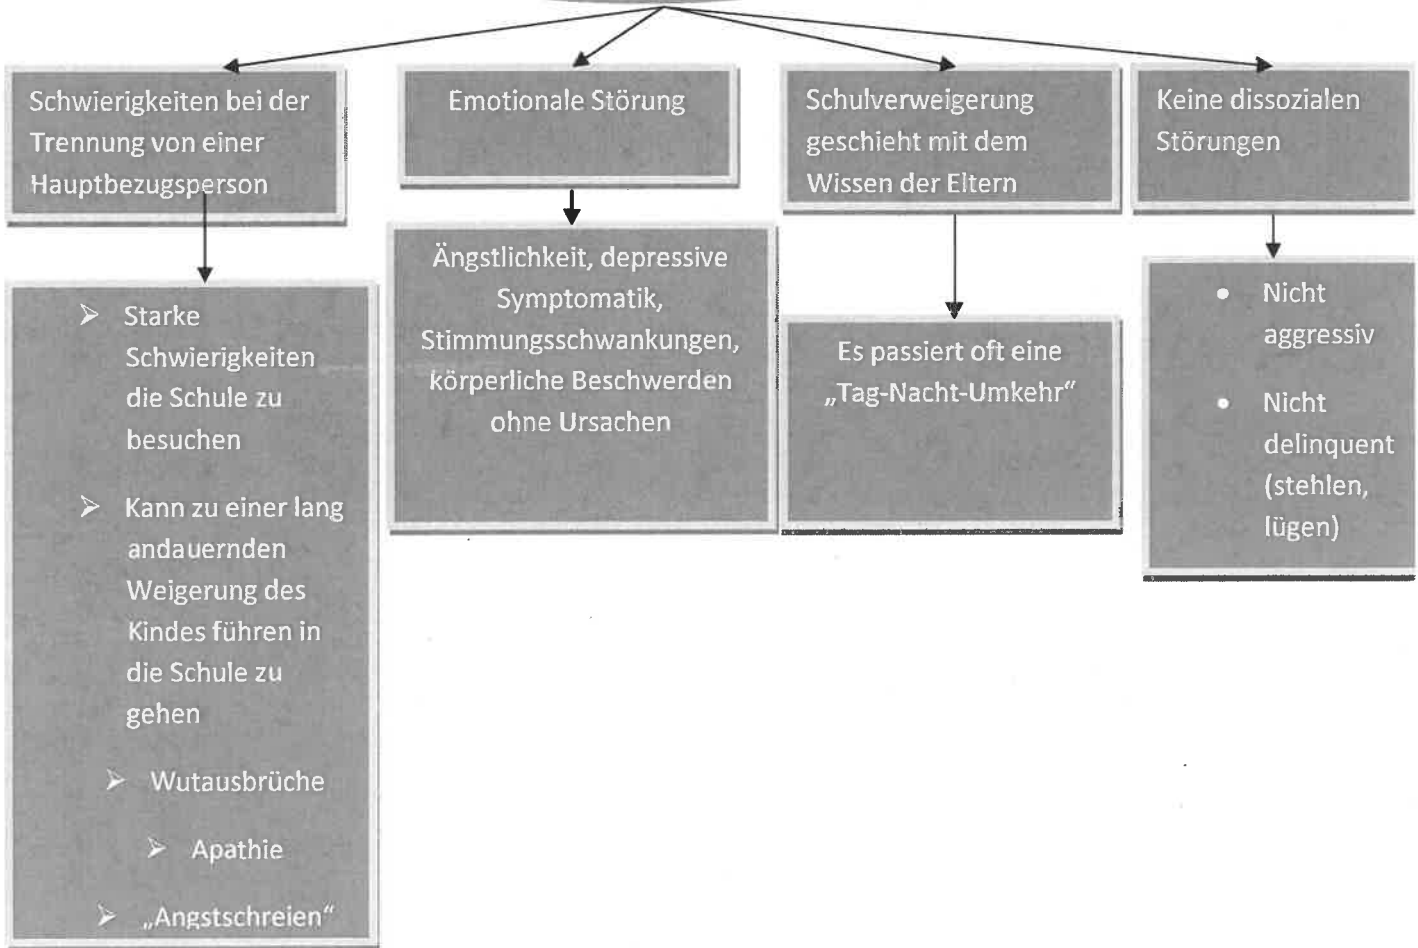 Schwierigkeiten bei der
Trennung von einer
Hauptbezugsperson
Starke
Schwierigkeiten
die Schule zu
besuchen
Kann zu einer lang
andauernden
Weigerung des
Kindes führen in
die Schule zu
gehen
Wutausbrüche
Apathie
„Angstschreien“
Emotionale Störung
Ängstlichkeit, depressive
Symptomatik,
Stimmungsschwankungen,
körperliche Beschwerden
ohne Ursachen
Schulverweigerung
geschieht mit dem
Wissen der Eltern
Es passiert oft eine
„Tag-Nacht-Umkehr“
Keine dissozialen
Störungen
Nicht
aggressiv
Nicht
delinquent
(stehlen,
lügen)